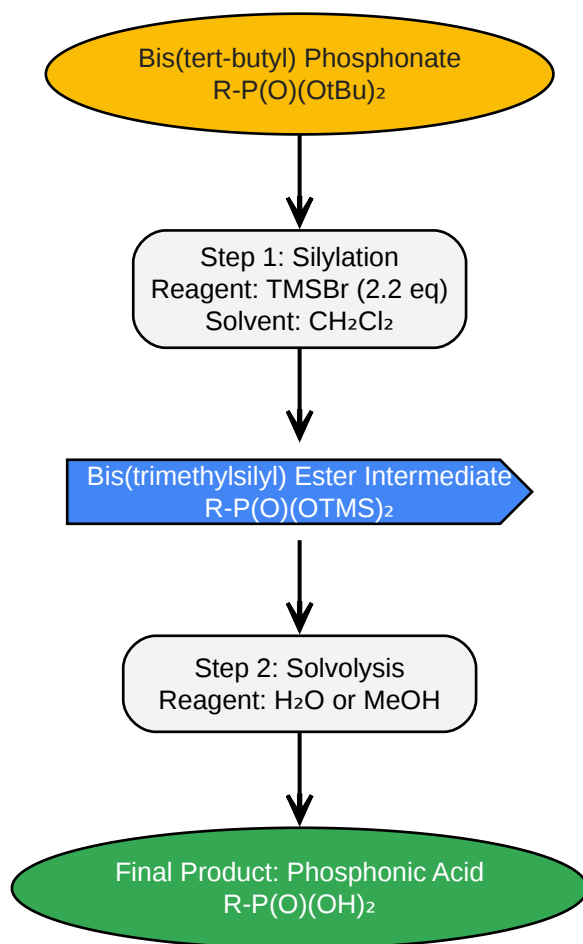 Bis(tert-butyl) Phosphonate
R-P(O)(OtBu)₂
Step 1: Silylation
Reagent: TMSBr (2.2 eq)
Solvent: CH₂Cl₂
Bis(trimethylsilyl) Ester Intermediate
R-P(O)(OTMS)₂
Step 2: Solvolysis
Reagent: H₂O or MeOH
Final Product: Phosphonic Acid
R-P(O)(OH)₂